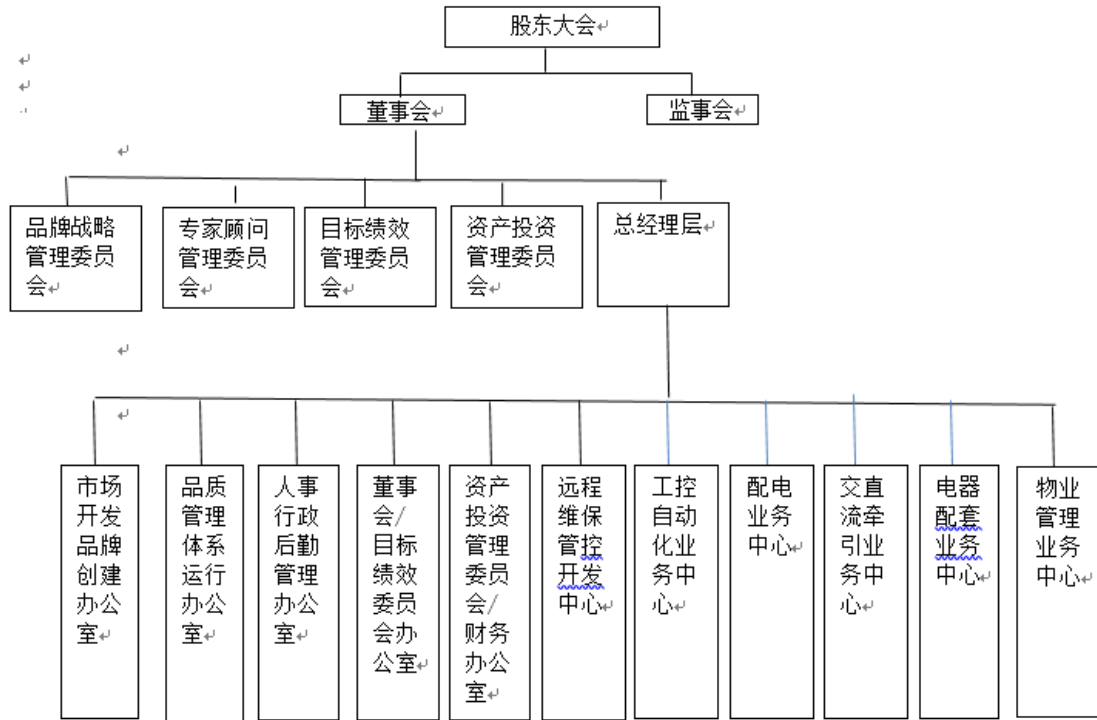 股东大会
董事会
监事会
品牌战略
管理委员
会
专家顾问
管理委员
会
目标绩效
管理委员
会
资产投资
管理委员
会
总经理层
市场
开发
品牌
创建
办公
室
品质
管理
体系
运行
办公
室
人事
行政
后勤
管理
办公
室
董事
会/
目标
绩效
委员
会办
公室
资产
投资
管理
委员
会/
财务
办公
室
远程
维保
管控
开发
中心
工控
自动
化业
务中
心
配电
业务
中心
交直
流牵
引业
务中
心
电器
配套
业务
中心
物业
管理
业务
中心